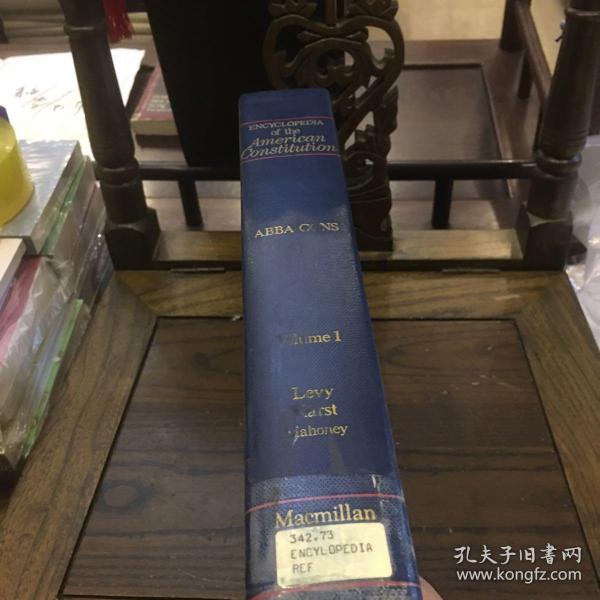 ENCYCLOPEDIA
of the
American
Constitution
ABBA CONS
Volume 1
Levy
Karst
Mahoney
Macmillan
342.73
ENCYLOPEDIA
REF
孔夫子旧书网
www.kongfz.com